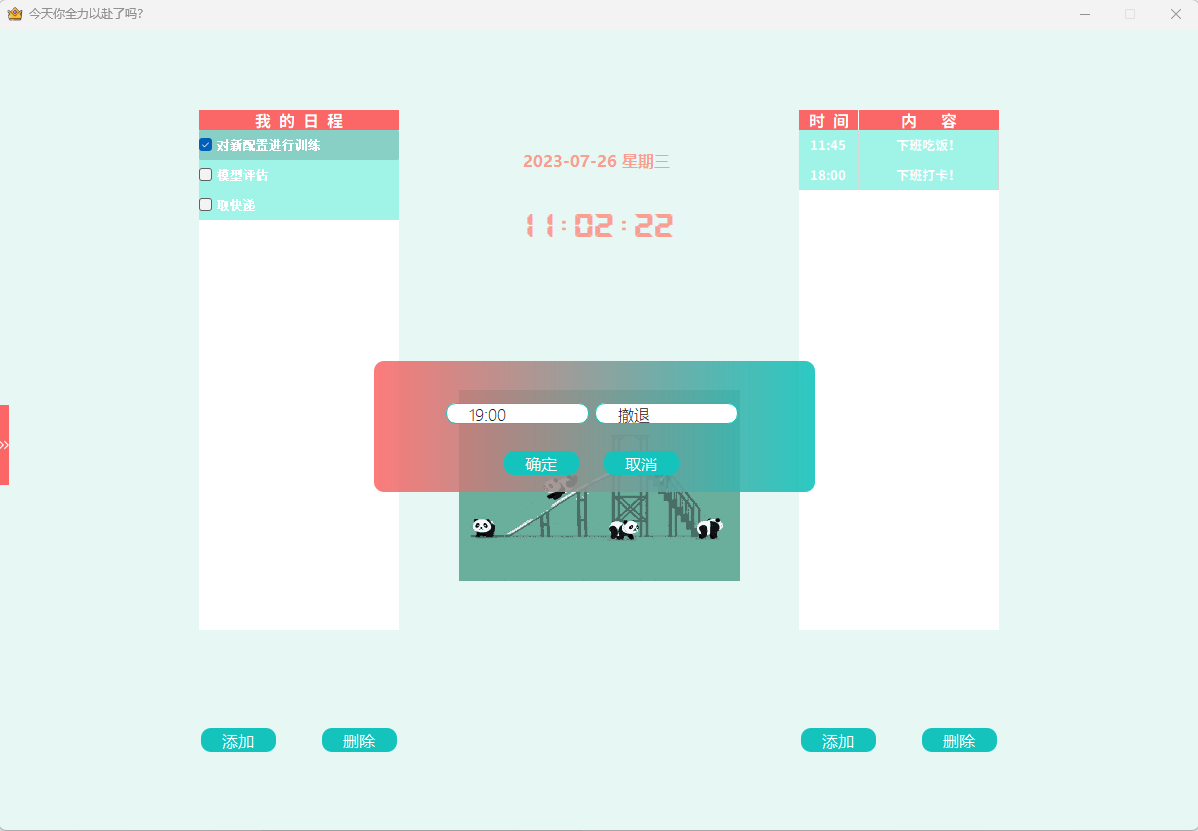 今天你全力以赴了吗?
我 的 日 程
对新配置进行训练
模型评估
取快递
2023-07-26 星期三
11:02:22
时 间 内 容
11:45 下班吃饭!
18:00 下班打卡!
19:00 撤退
确定 取消
添加 删除
添加 删除